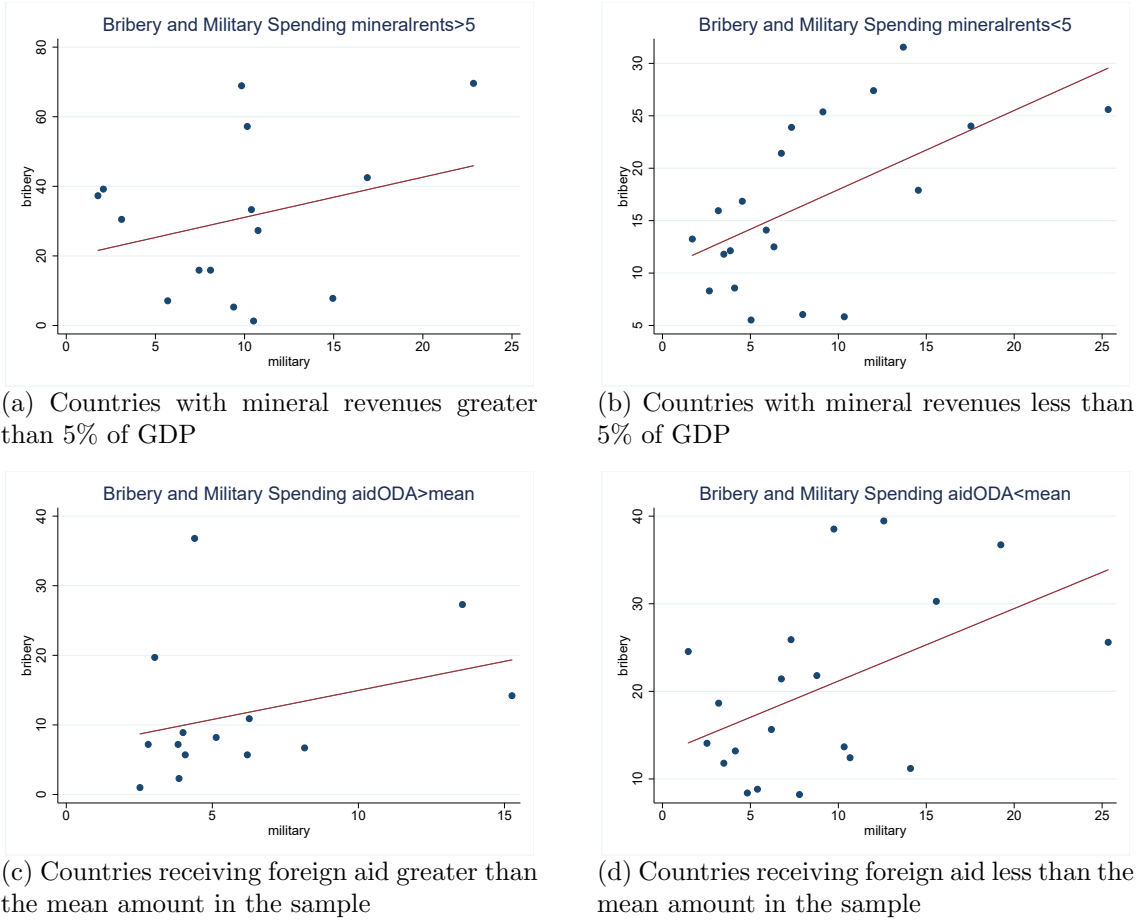 Bribery and Military Spending mineralrents>5
80
60
40
20
0
bribery
0 5 10 15 20 25
military
(a) Countries with mineral revenues greater
than 5% of GDP
Bribery and Military Spending mineralrents<5
30
25
20
15
10
5
bribery
0 5 10 15 20 25
military
(b) Countries with mineral revenues less than
5% of GDP
Bribery and Military Spending aidODA>mean
40
30
20
10
0
bribery
0 5 10 15
military
(c) Countries receiving foreign aid greater than
the mean amount in the sample
Bribery and Military Spending aidODA<mean
40
30
20
10
bribery
0 5 10 15 20 25
military
(d) Countries receiving foreign aid less than the
mean amount in the sample